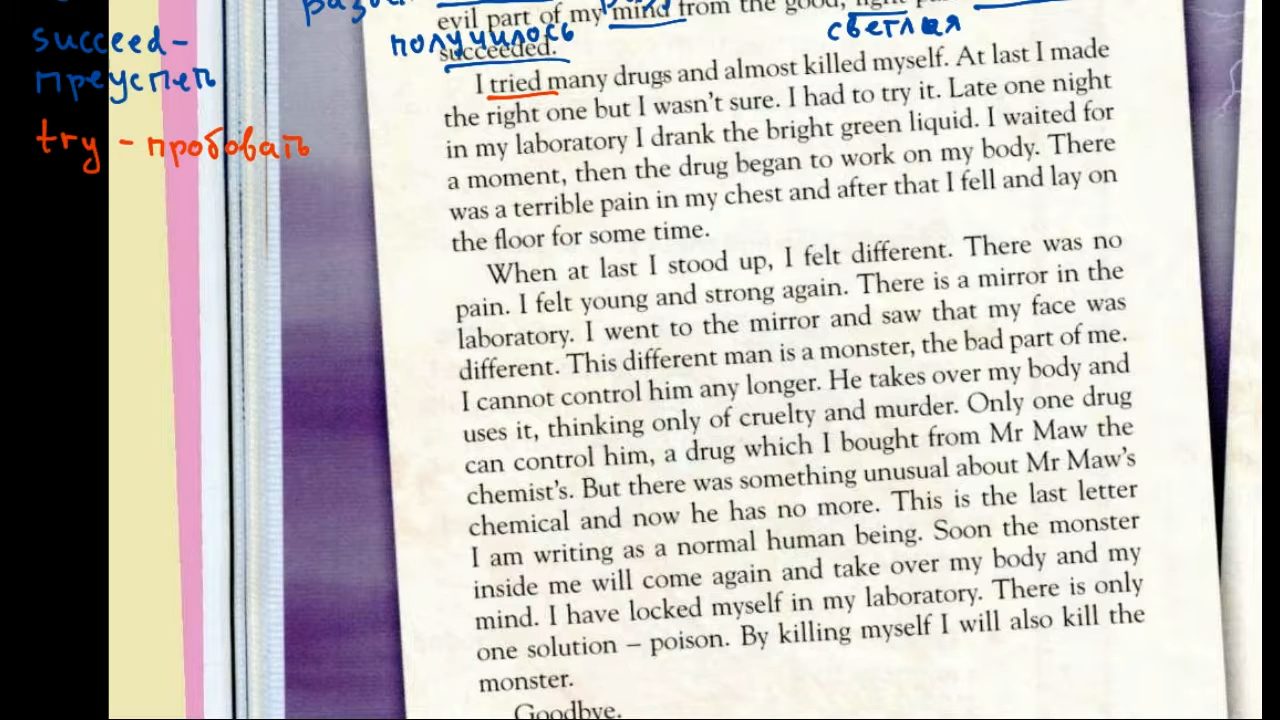 evil part of my mind from the good, light
succeed-
получилось
светлая
succeeded.
преуспеть
I tried many drugs and almost killed myself. At last I made
the right one but I wasn't sure. I had to try it. Late one night
try - пробовать
in my laboratory I drank the bright green liquid. I waited for
a moment, then the drug began to work on my body. There
was a terrible pain in my chest and after that I fell and lay on
the floor for some time.
When at last I stood up, I felt different. There was no
pain. I felt young and strong again. There is a mirror in the
laboratory. I went to the mirror and saw that my face was
different. This different man is a monster, the bad part of me.
I cannot control him any longer. He takes over my body and
uses it, thinking only of cruelty and murder. Only one drug
can control him, a drug which I bought from Mr Maw the
chemist's. But there was something unusual about Mr Maw's
chemical and now he has no more. This is the last letter
I am writing as a normal human being. Soon the monster
inside me will come again and take over my body and my
mind. I have locked myself in my laboratory. There is only
one solution – poison. By killing myself I will also kill the
monster.
Goodbye.